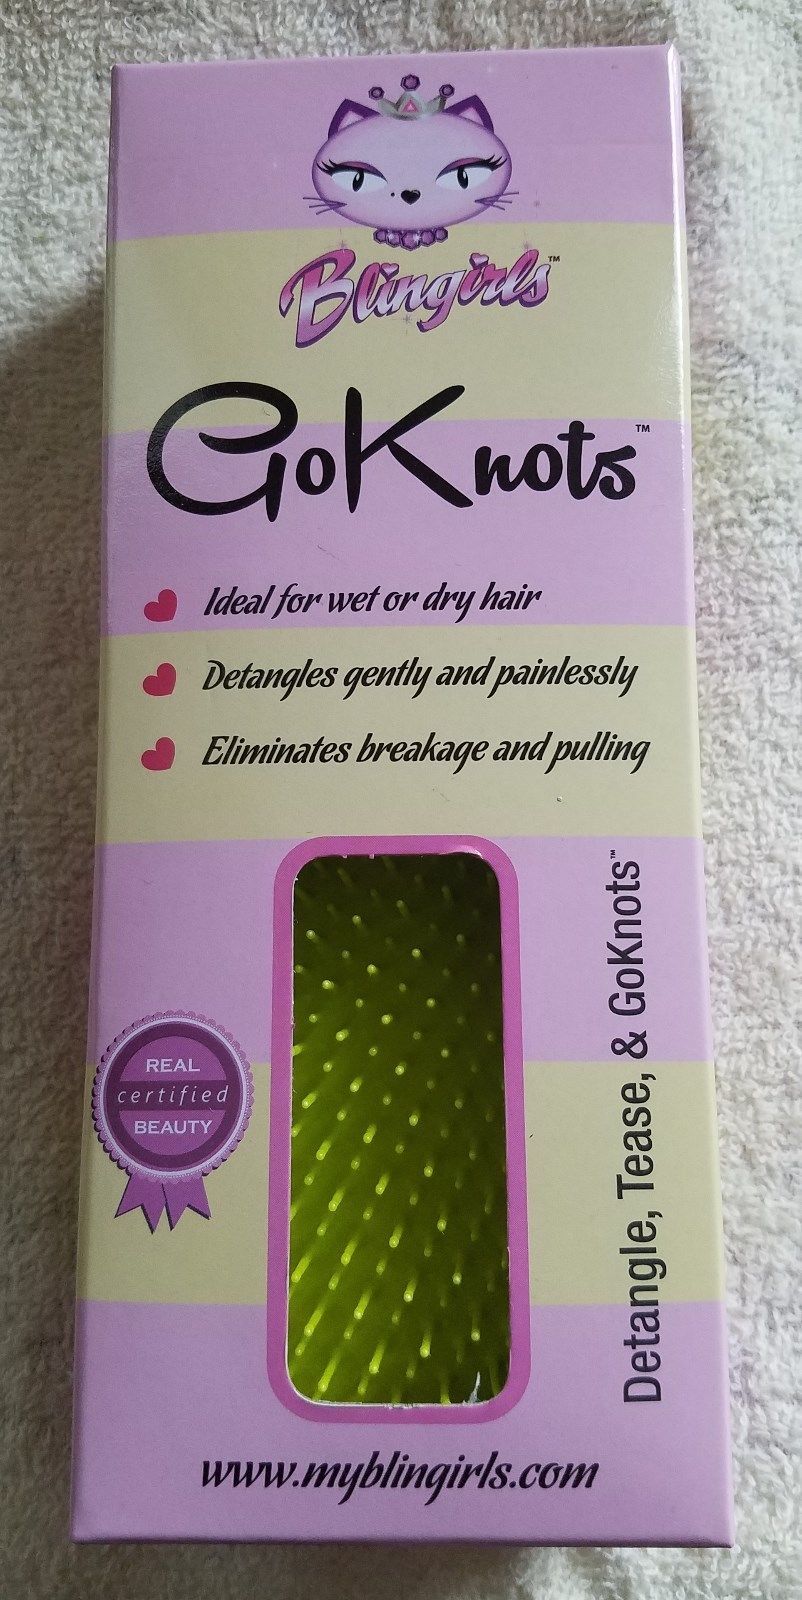 Blingirls™
GoKnots™
Ideal for wet or dry hair
Detangles gently and painlessly
Eliminates breakage and pulling
REAL
certified
BEAUTY
Detangle, Tease, & GoKnots™
www.myblingirls.com